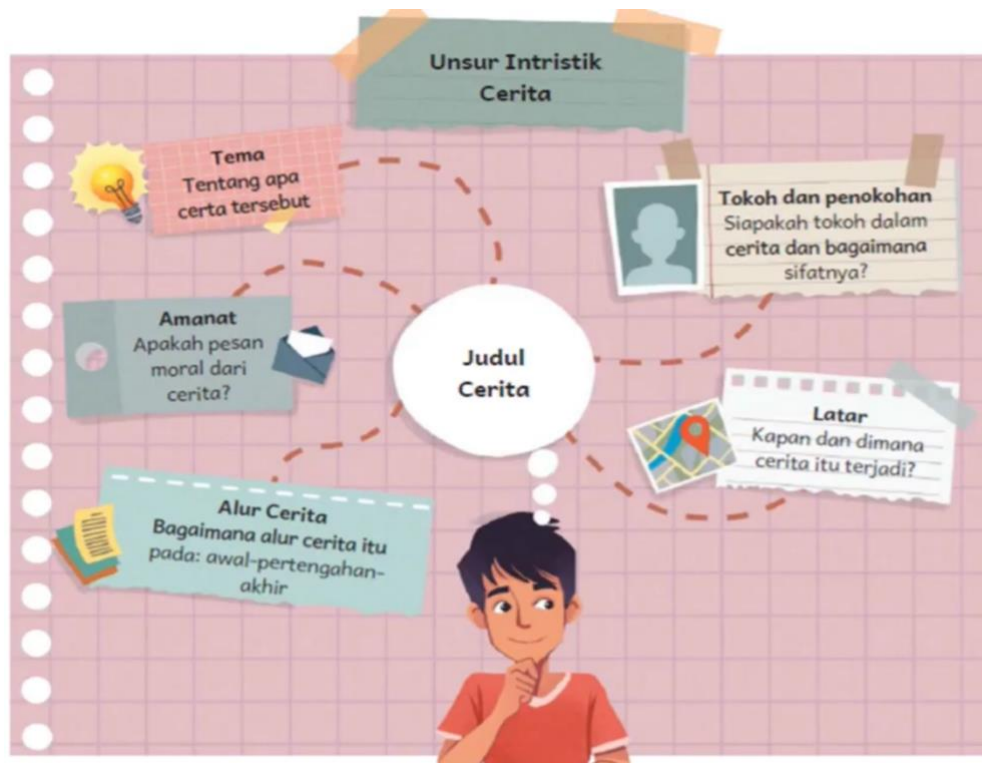 Unsur Intristik
Cerita
Tema
Tentang apa
certa tersebut
Tokoh dan penokohan
Siapakah tokoh dalam
cerita dan bagaimana
sifatnya?
Amanat
Apakah pesan
moral dari
cerita?
Judul
Cerita
Latar
Kapan dan dimana
cerita itu terjadi?
Alur Cerita
Bagaimana alur cerita itu
pada: awal-pertengahan-
akhir